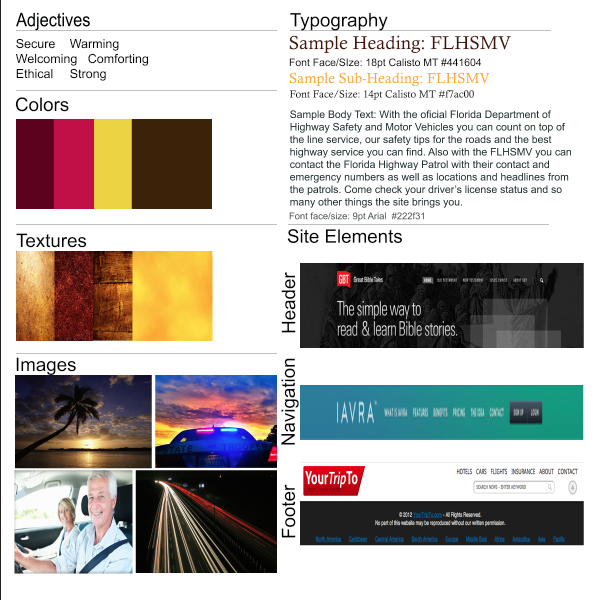 Adjectives
Secure Warming
Welcoming Comforting
Ethical Strong
Colors
Textures
Images
Typography
Sample Heading: FLHSMV
Font Face/SIze: 18pt Calisto MT #441604
Sample Sub-Heading: FLHSMV
Font Face/Size: 14pt Calisto MT #f7ac00
Sample Body Text: With the oficial Florida Department of
Highway Safety and Motor Vehicles you can count on top of
the line service, our safety tips for the roads and the best
highway service you can find. Also with the FLHSMV you can
contact the Florida Highway Patrol with their contact and
emergency numbers as well as locations and headlines from
the patrols. Come check your driver's license status and so
many other things the site brings you.
Font face/size: 9pt Arial #222f31
Site Elements
Header
GBT Great Bible Tales
HOME
The simple way to
read & learn Bible stories.
Navigation
IAVRA WHAT IS IAVRA FEATURES BENEFITS PRICING THE IDEA CONTACT SIGN UP LOGIN
Footer
YourTripTo
HOTELS CARS FLIGHTS INSURANCE ABOUT CONTACT
SEARCH NEWS - ENTER KEYWORD
© 2012 YourTripTo.com - All Rights Reserved.
No part of this website may be reproduced without our written permission.
North America Caribbean Central America South America Europe Middle East Africa Antarctica Asia Pacific